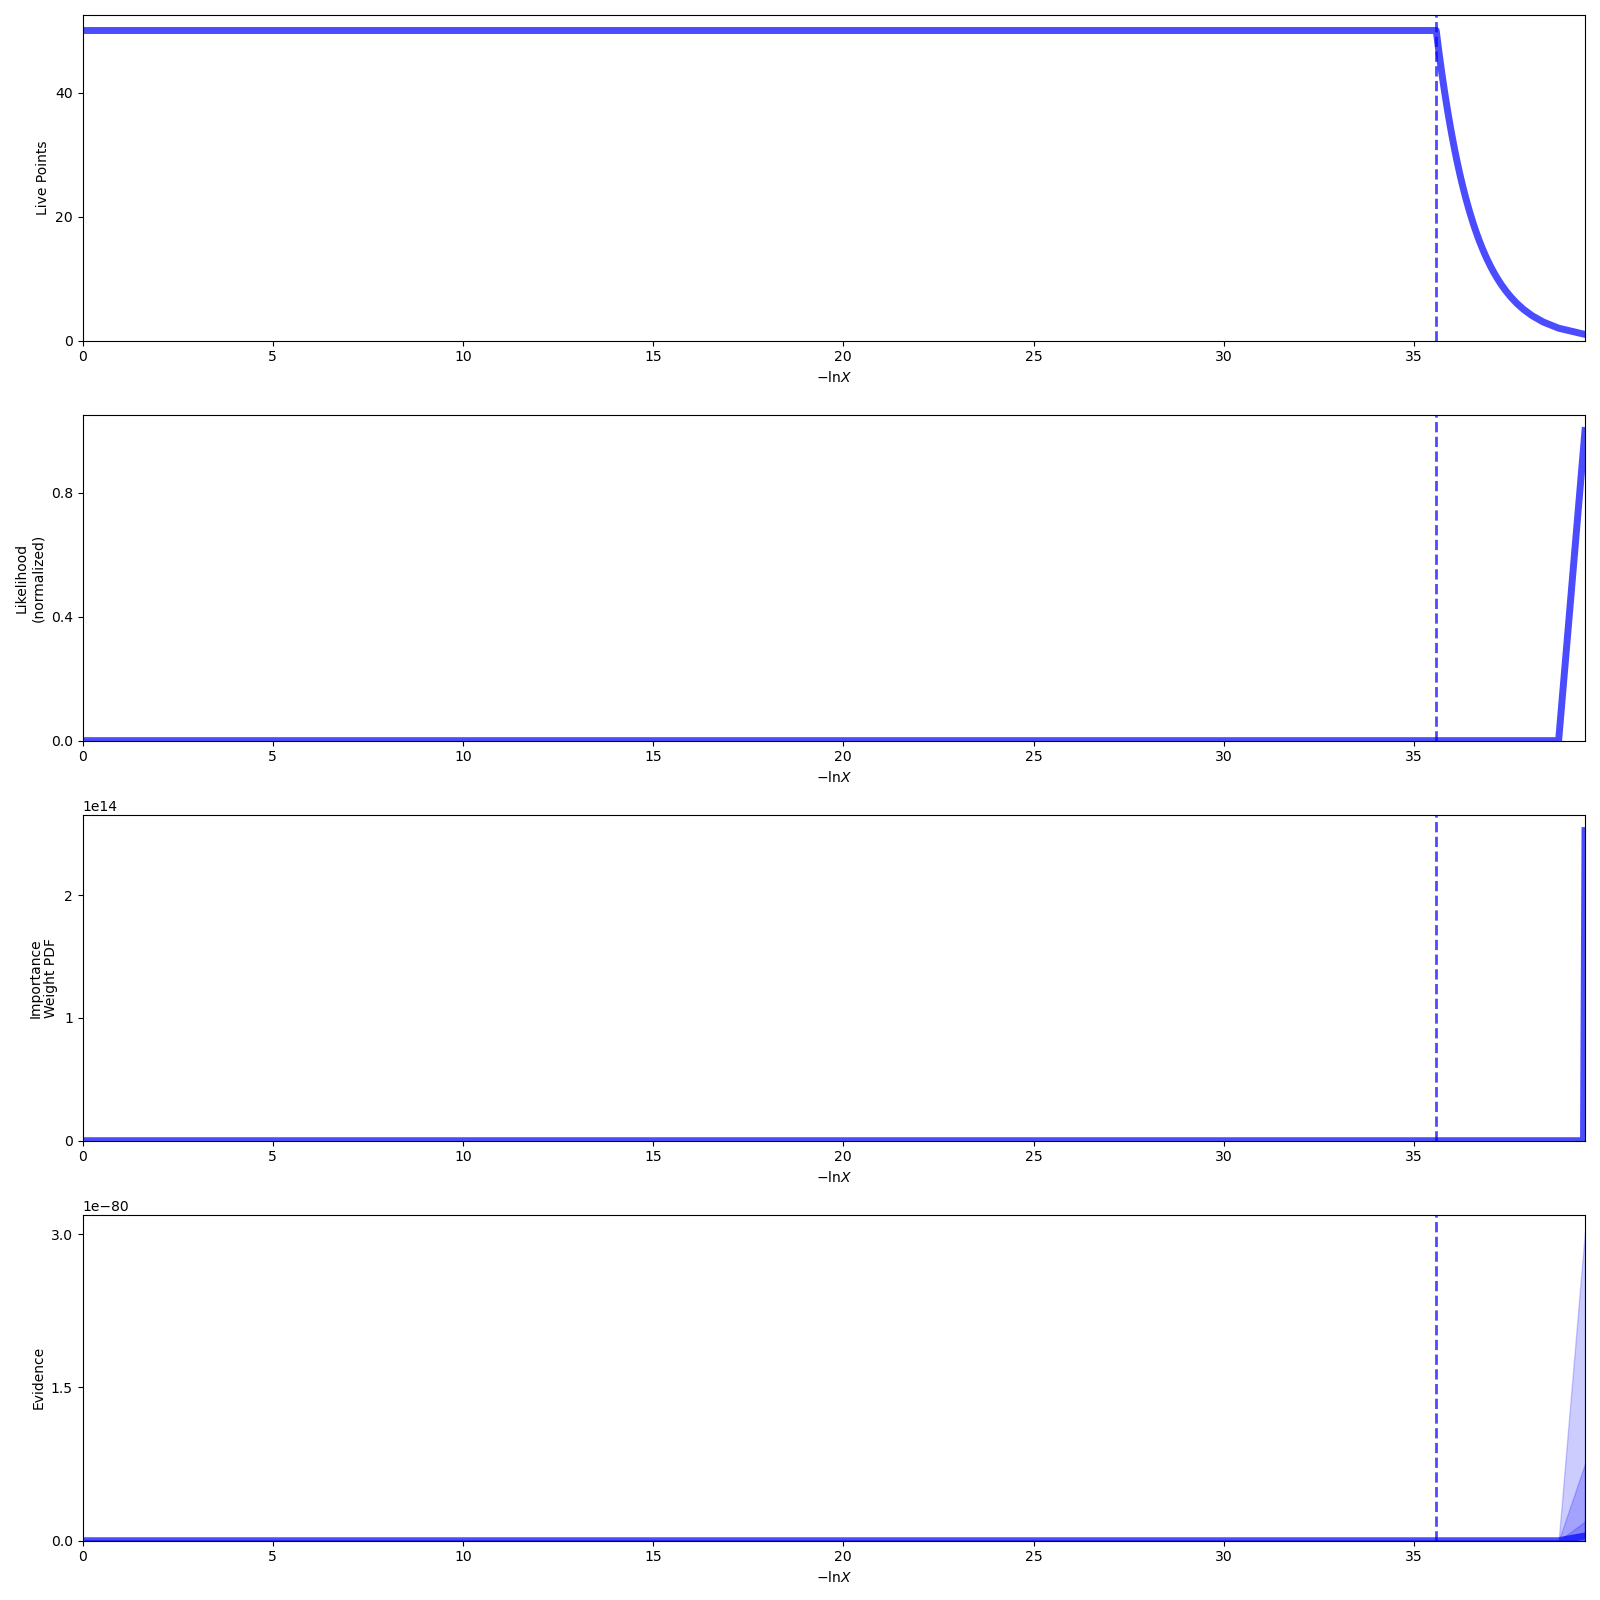 Live Points
40
20
0
0 5 10 15 20 25 30 35
−lnX
Likelihood
(normalized)
0.8
0.4
0.0
0 5 10 15 20 25 30 35
−lnX
1e14
Importance
Weight PDF
2
1
0
0 5 10 15 20 25 30 35
−lnX
1e−80
Evidence
3.0
1.5
0.0
0 5 10 15 20 25 30 35
−lnX